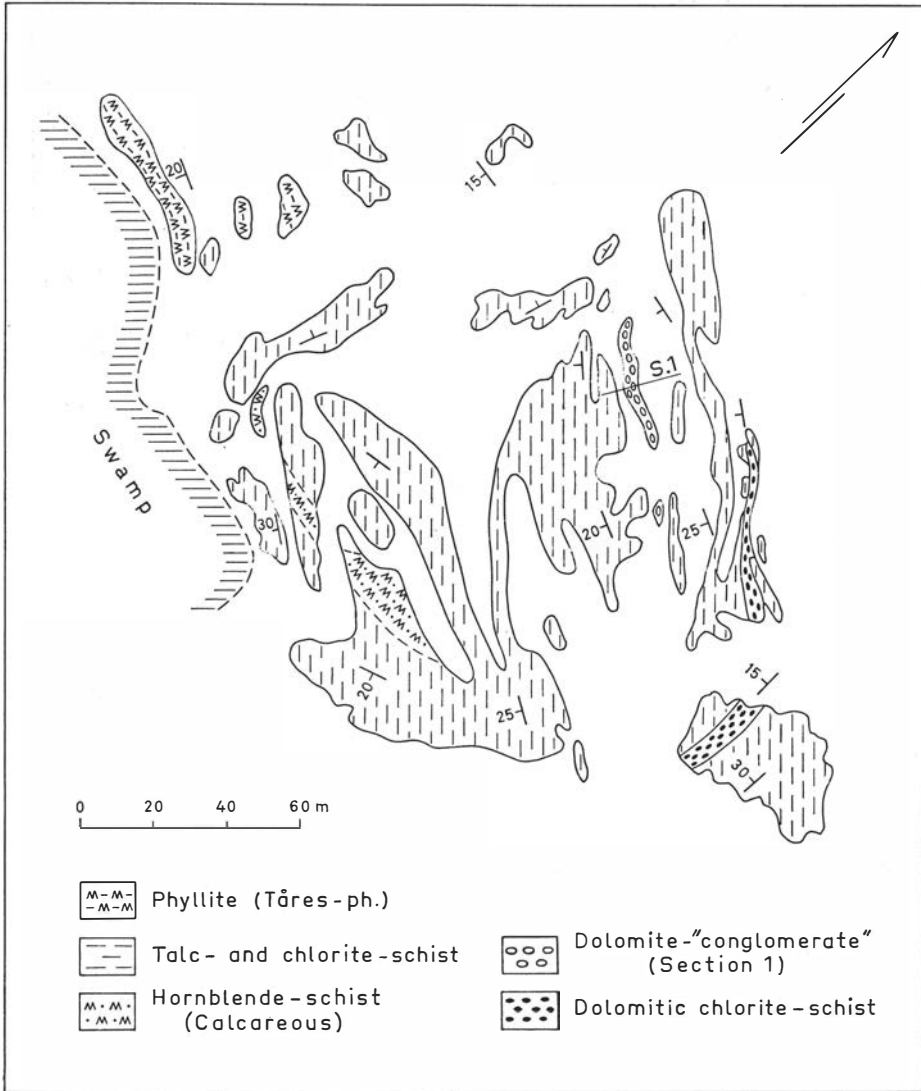 20
15
S.1
Swamp
30
20
25
20
25
15
30
0 20 40 60 m
Phyllite (Tåres-ph.)
Talc- and chlorite-schist
Hornblende-schist
(Calcareous)
Dolomite-"conglomerate"
(Section 1)
Dolomitic chlorite-schist